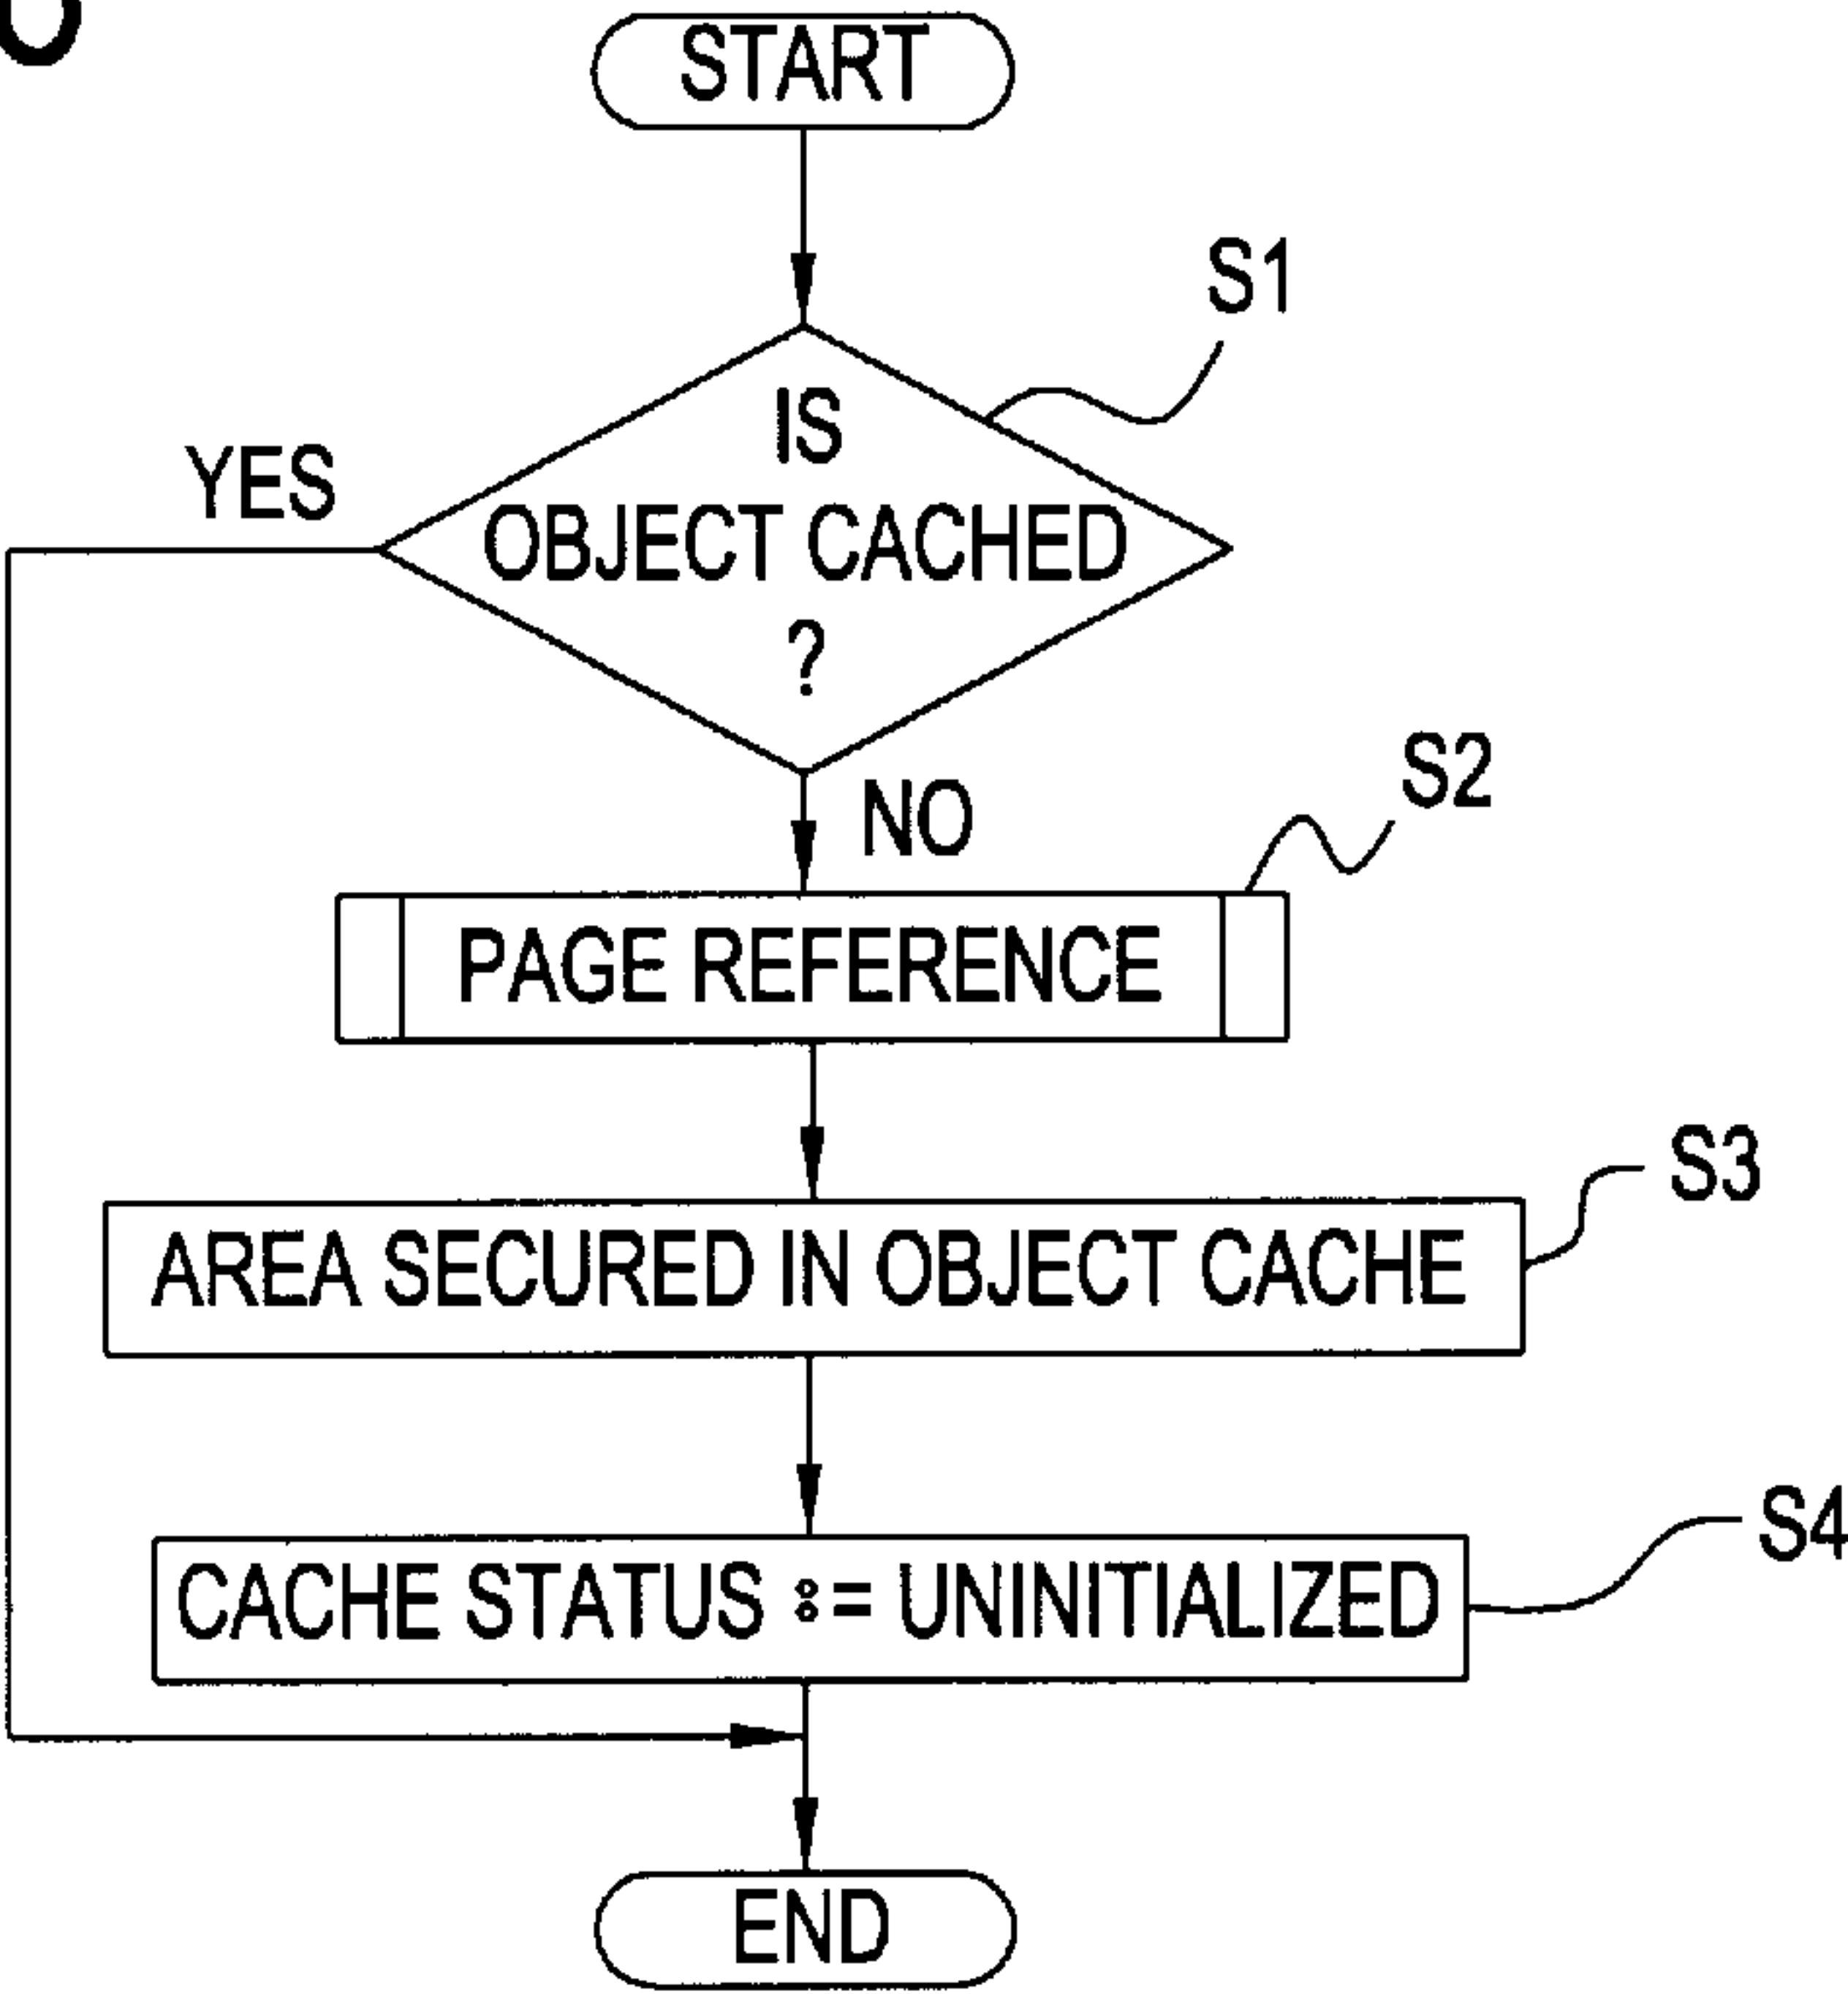 START
S1
IS
OBJECT CACHED
?
YES
NO
S2
PAGE REFERENCE
S3
AREA SECURED IN OBJECT CACHE
S4
CACHE STATUS := UNINITIALIZED
END